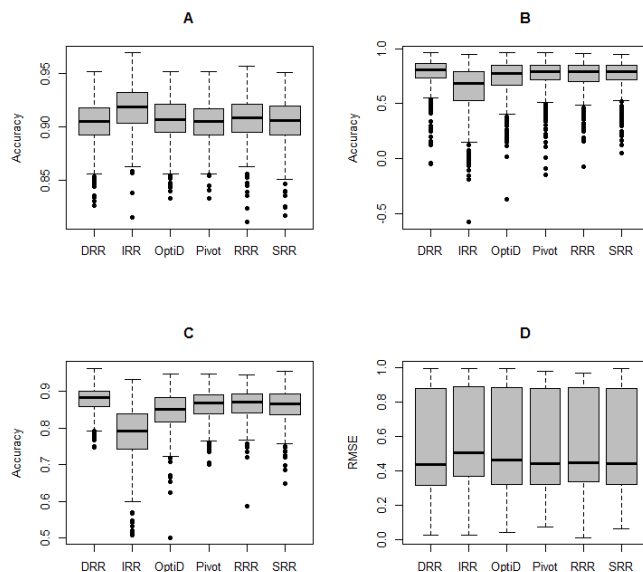 A
Accuracy
0.95
0.90
0.85
DRR IRR OptiD Pivot RRR SRR
B
Accuracy
1.0
0.5
0.0
-0.5
DRR IRR OptiD Pivot RRR SRR
C
Accuracy
0.9
0.8
0.7
0.6
0.5
DRR IRR OptiD Pivot RRR SRR
D
RMSE
1.0
0.8
0.6
0.4
0.2
0.0
DRR IRR OptiD Pivot RRR SRR